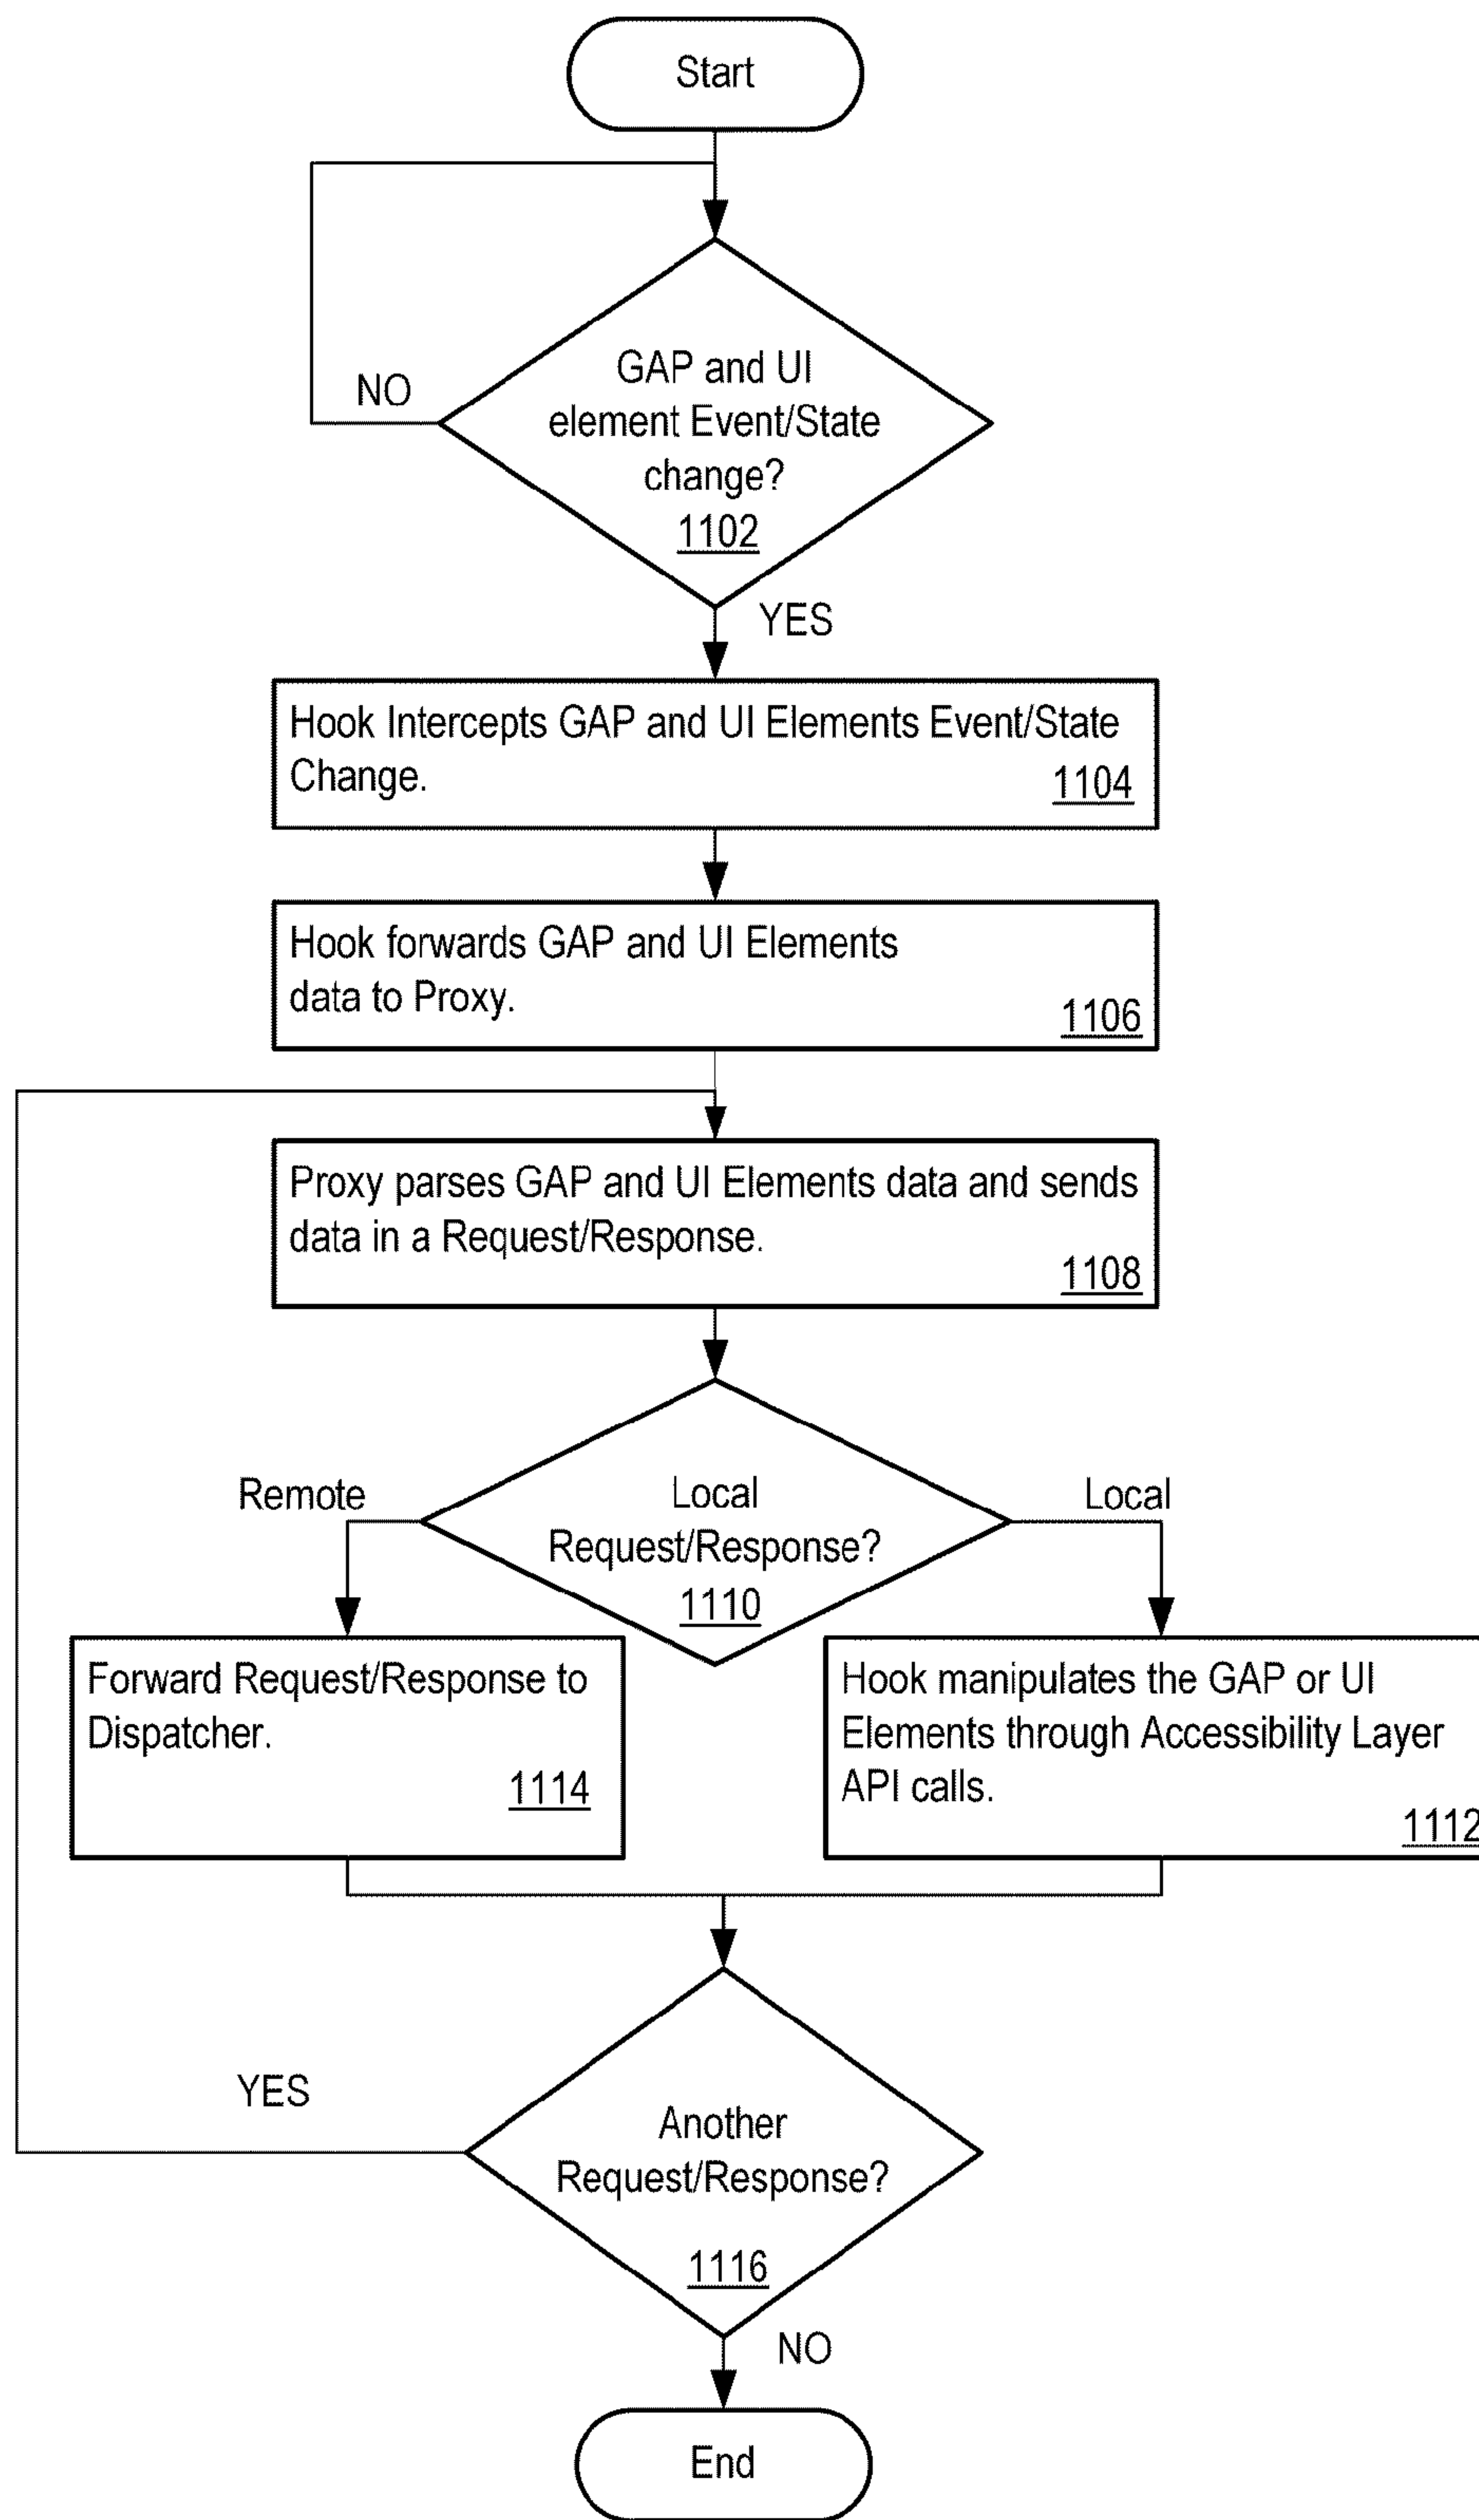 Start
GAP and UI
element Event/State
change?
1102
NO
YES
Hook Intercepts GAP and UI Elements Event/State
Change.
1104
Hook forwards GAP and UI Elements
data to Proxy.
1106
Proxy parses GAP and UI Elements data and sends
data in a Request/Response.
1108
Local
Request/Response?
1110
Remote
Local
Forward Request/Response to
Dispatcher.
1114
Hook manipulates the GAP or UI
Elements through Accessibility Layer
API calls.
1112
Another
Request/Response?
1116
YES
NO
End